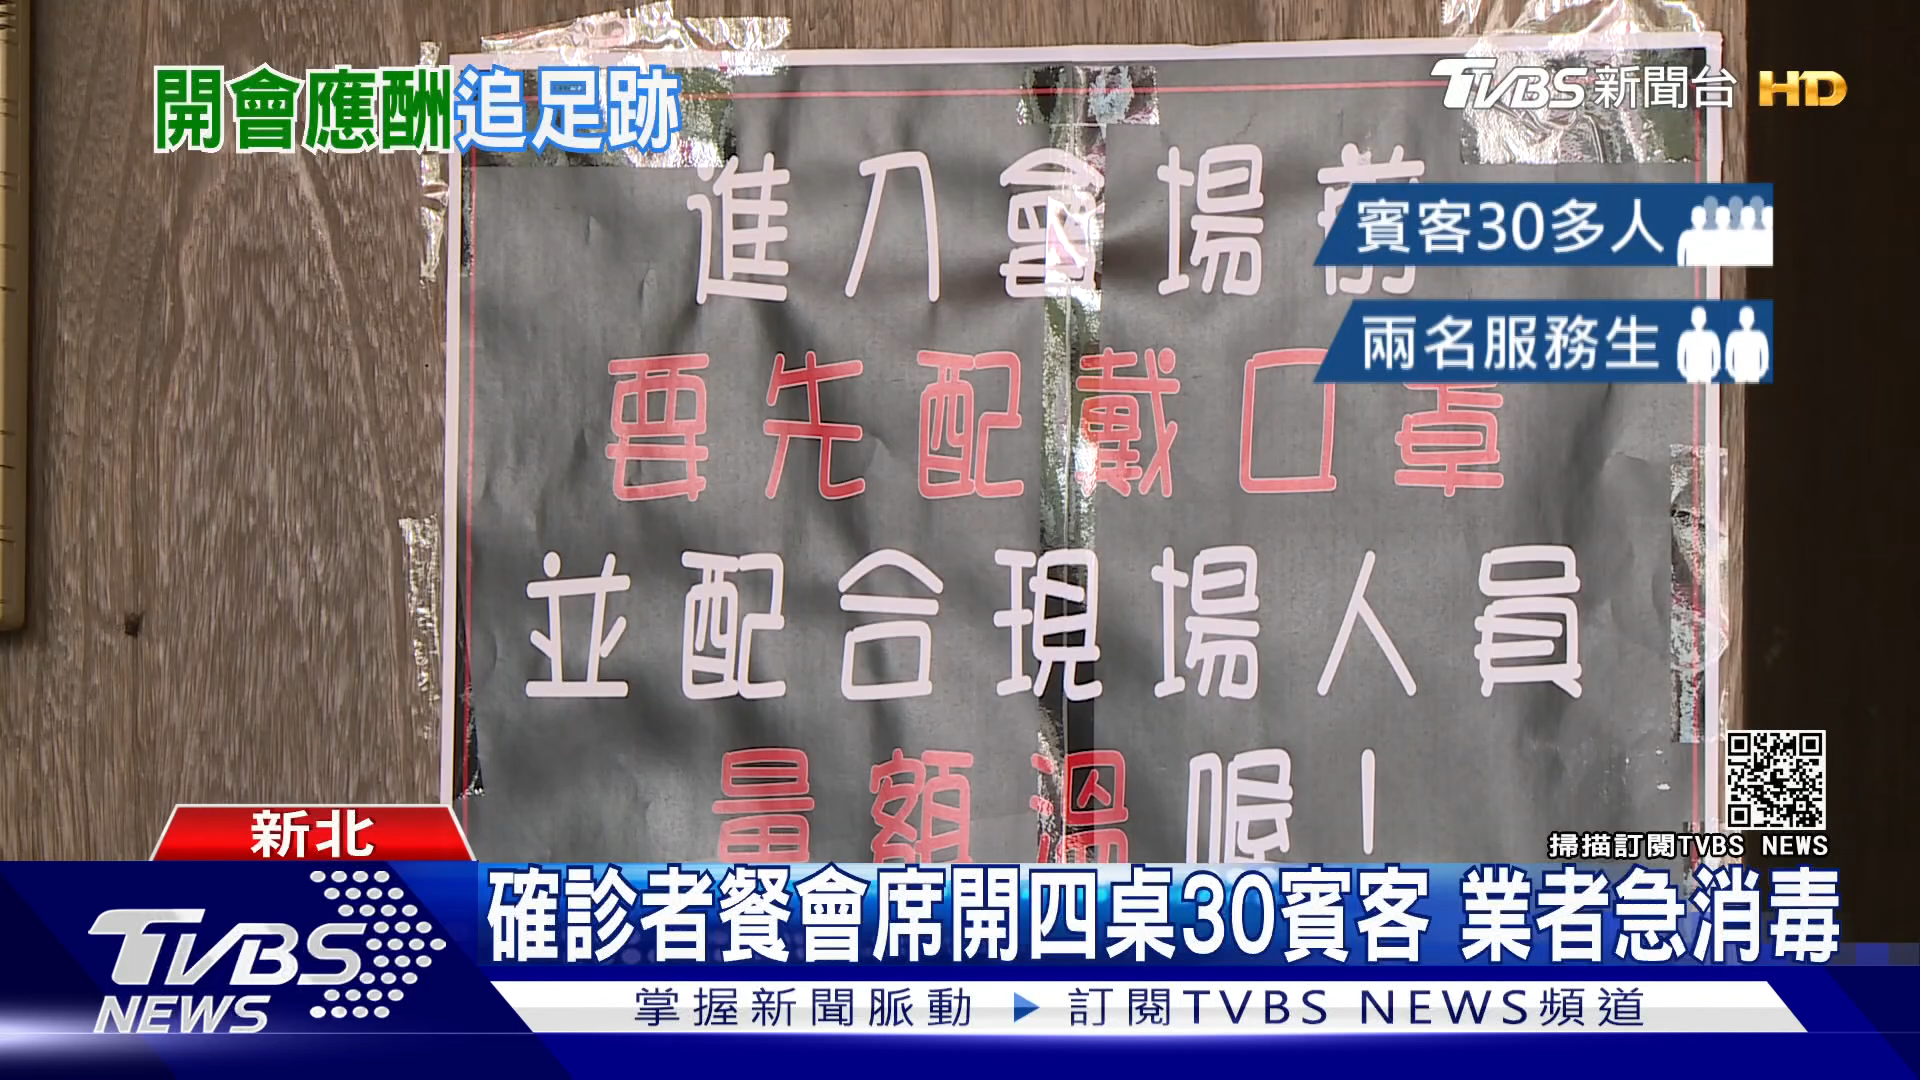 開會應酬追足跡
TVBS新聞台 HD
進入會場前
賓客30多人
兩名服務生
要先配戴口罩
並配合現場人員
量額溫喔!
掃描訂閱TVBS NEWS
新北
確診者餐會席開四桌30賓客 業者急消毒
TVBS
NEWS
掌握新聞脈動 ▶ 訂閱TVBS NEWS頻道